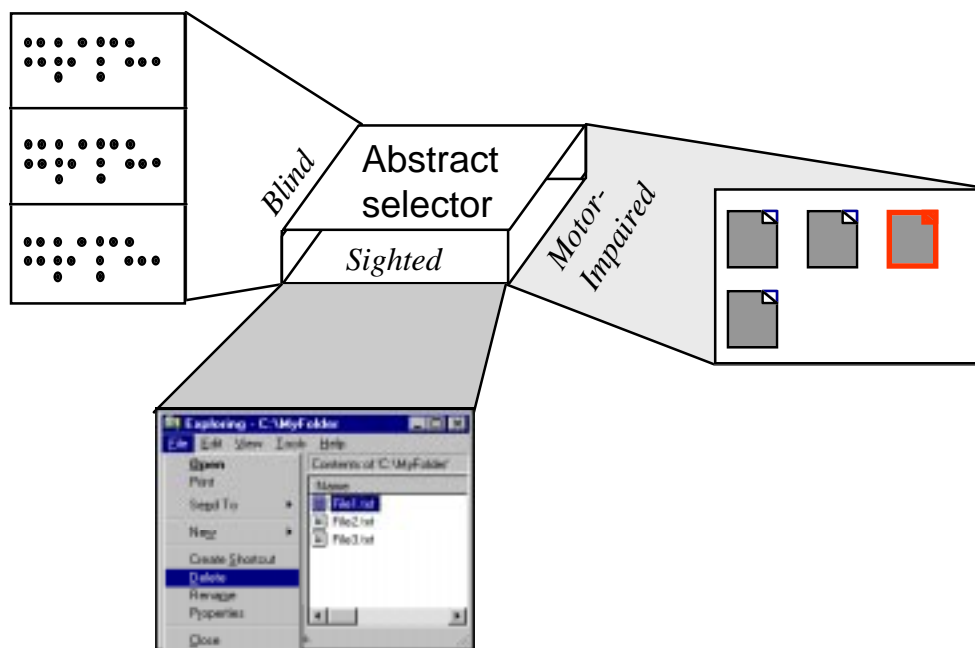 Abstract
selector
Blind
Sighted
Motor-
Impaired
Exploring - C:\MyFolder
File Edit View Tools Help
Open
Print
Send To
New
Create Shortcut
Delete
Rename
Properties
Close
Contents of 'C:\MyFolder'
Name
File1.txt
File2.txt
File3.txt